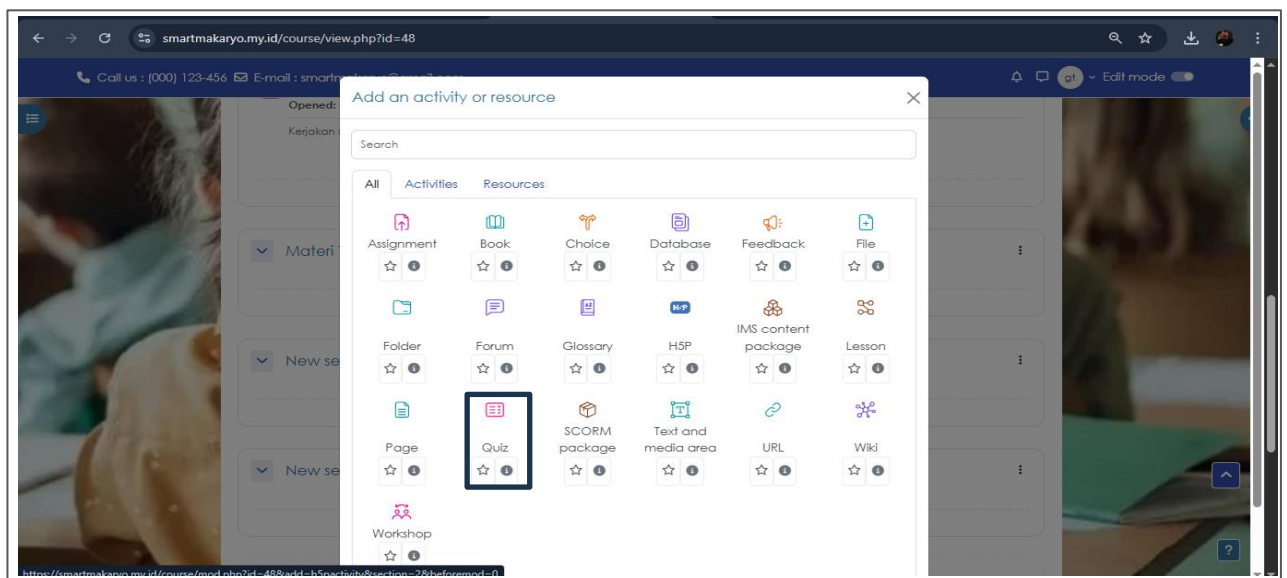 smartmakaryo.my.id/course/view.php?id=48
Call us : (000) 123-456 E-mail :
gt Edit mode
Add an activity or resource
Opened:
Kerjakan
Search
All Activities Resources
Assignment Book Choice Database Feedback File
Folder Forum Glossary H5P IMS content package Lesson
Materi
New
Page Quiz SCORM package Text and media area URL Wiki
New
Workshop
https://smartmakaryo.my.id/course/mod.php?id=48&add=h5pactivity&section=2&beforemod=0